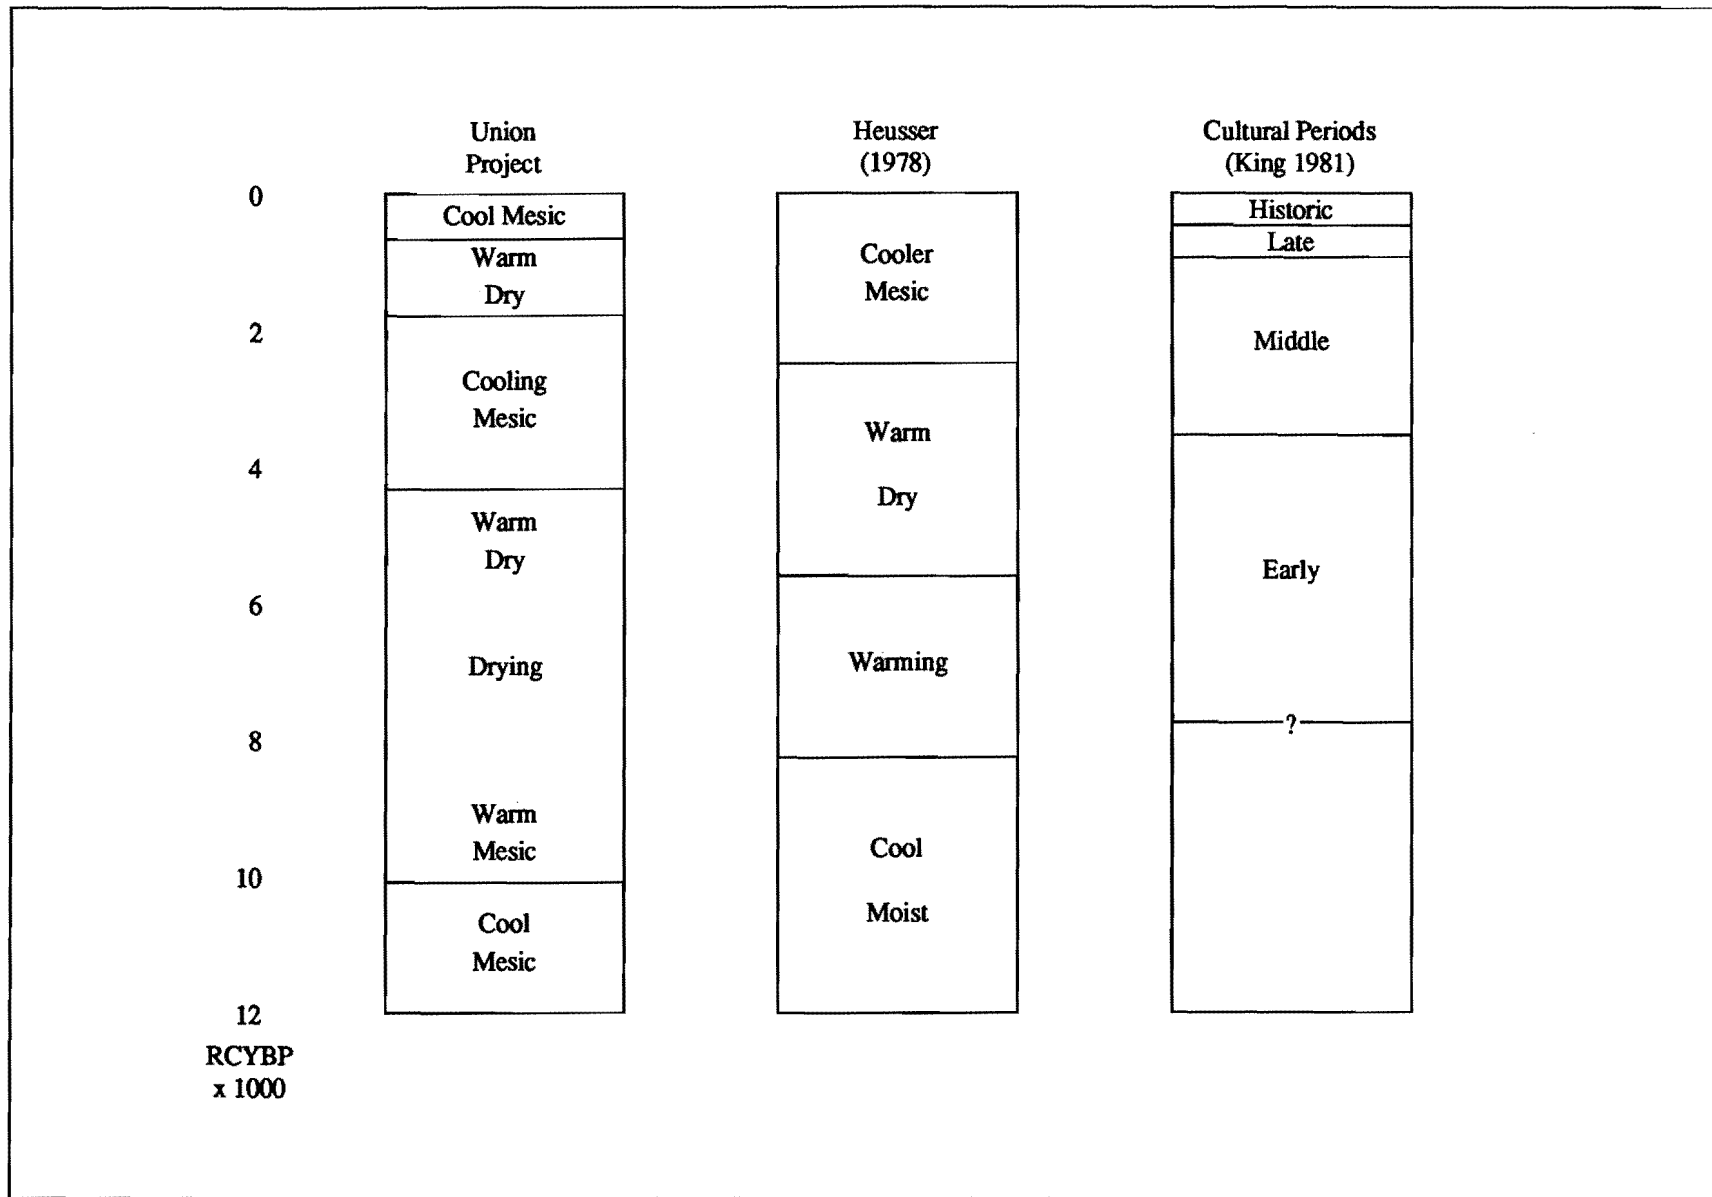 Union
Project
Heusser
(1978)
Cultural Periods
(King 1981)
0
2
4
6
8
10
12
RCYBP
x 1000
Cool Mesic
Warm
Dry
Cooling
Mesic
Warm
Dry
Drying
Warm
Mesic
Cool
Mesic
Cooler
Mesic
Warm
Dry
Warming
Cool
Moist
Historic
Late
Middle
Early
?